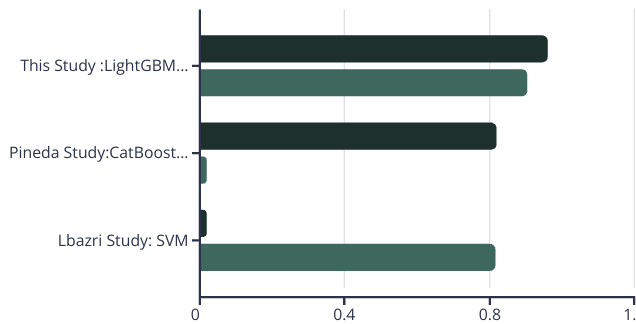 This Study :LightGBM...
Pineda Study:CatBoost...
Lbazri Study: SVM
0 0.4 0.8 1.